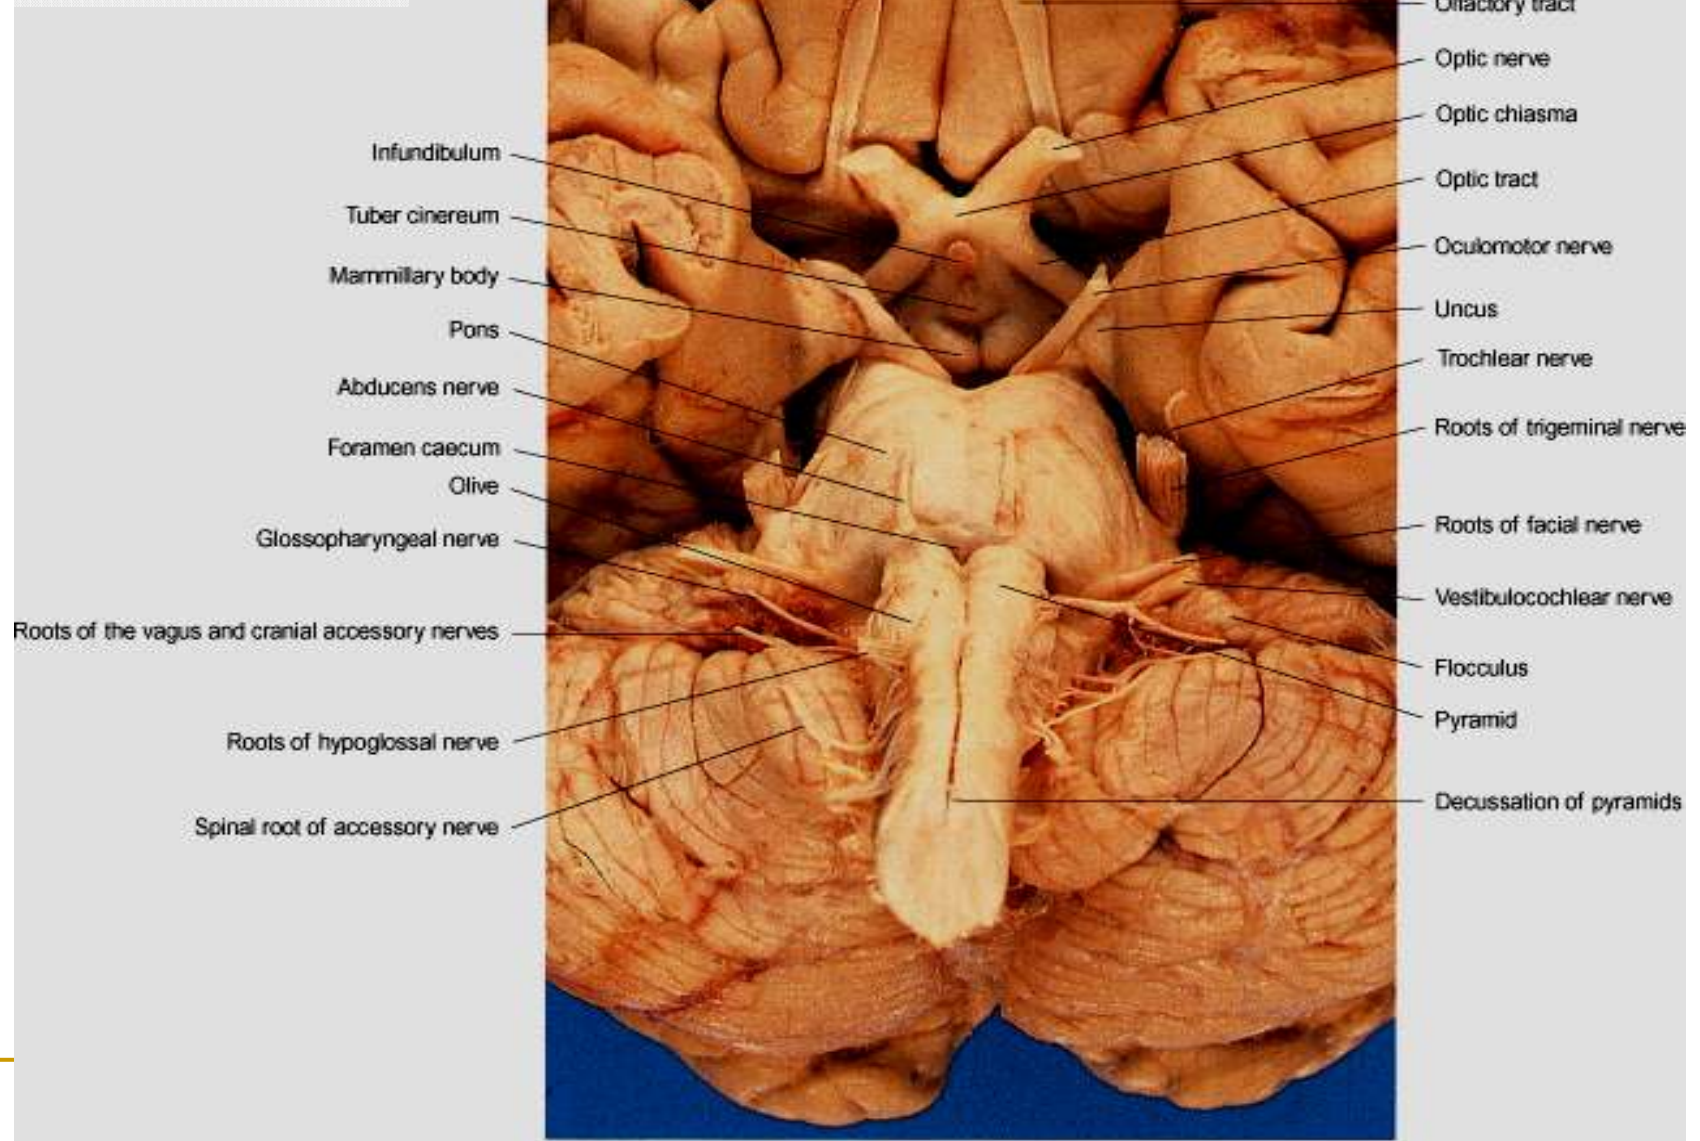 Infundibulum
Tuber cinereum
Mammillary body
Pons
Abducens nerve
Foramen caecum
Olive
Glossopharyngeal nerve
Roots of the vagus and cranial accessory nerves
Roots of hypoglossal nerve
Spinal root of accessory nerve
Olfactory tract
Optic nerve
Optic chiasma
Optic tract
Oculomotor nerve
Uncus
Trochlear nerve
Roots of trigeminal nerve
Roots of facial nerve
Vestibulocochlear nerve
Flocculus
Pyramid
Decussation of pyramids